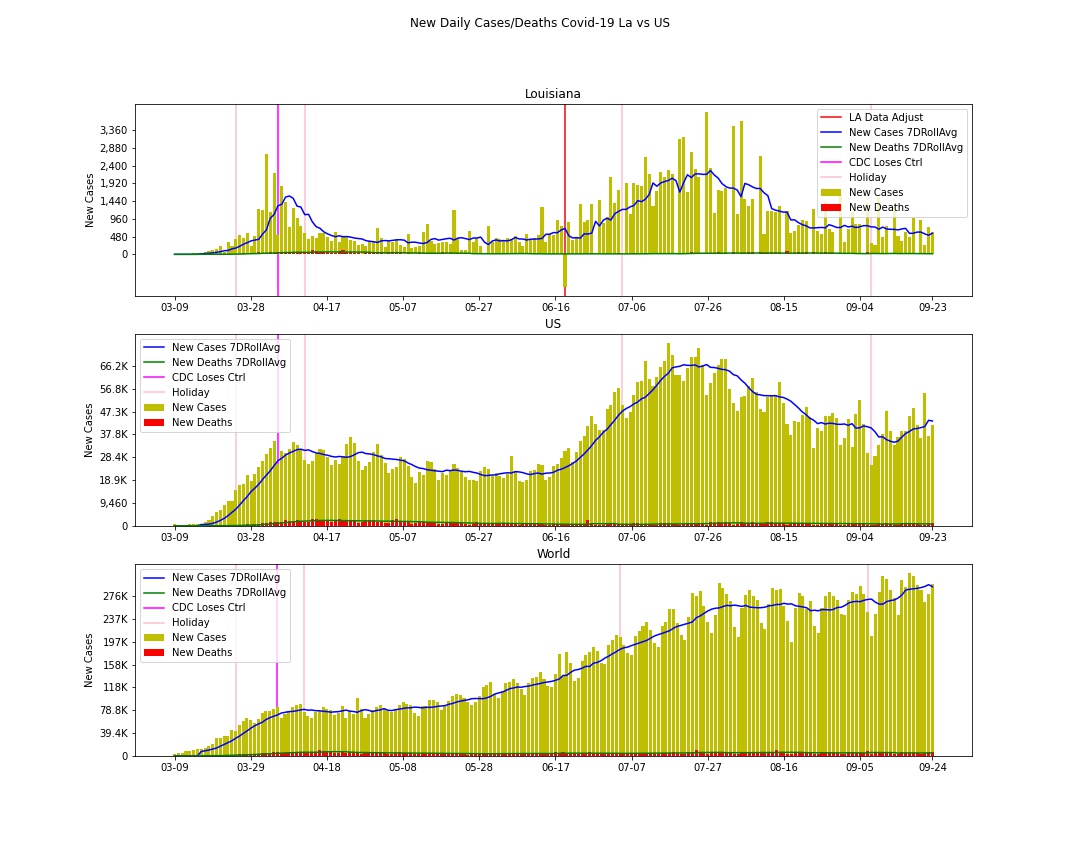 New Daily Cases/Deaths Covid-19 La vs US
Louisiana
New Cases
3,360
2,880
2,400
1,920
1,440
960
480
0
LA Data Adjust
New Cases 7DRollAvg
New Deaths 7DRollAvg
CDC Loses Ctrl
Holiday
New Cases
New Deaths
03-09 03-28 04-17 05-07 05-27 06-16 07-06 07-26 08-15 09-04 09-23
US
New Cases
66.2K
56.8K
47.3K
37.8K
28.4K
18.9K
9,460
0
New Cases 7DRollAvg
New Deaths 7DRollAvg
CDC Loses Ctrl
Holiday
New Cases
New Deaths
03-09 03-28 04-17 05-07 05-27 06-16 07-06 07-26 08-15 09-04 09-23
World
New Cases
276K
237K
197K
158K
118K
78.8K
39.4K
0
New Cases 7DRollAvg
New Deaths 7DRollAvg
CDC Loses Ctrl
Holiday
New Cases
New Deaths
03-09 03-29 04-18 05-08 05-28 06-17 07-07 07-27 08-16 09-05 09-24